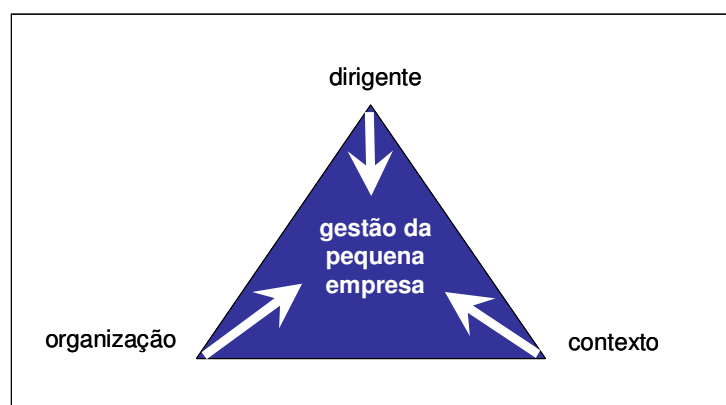 dirigente
gestão da
pequena
empresa
organização
contexto